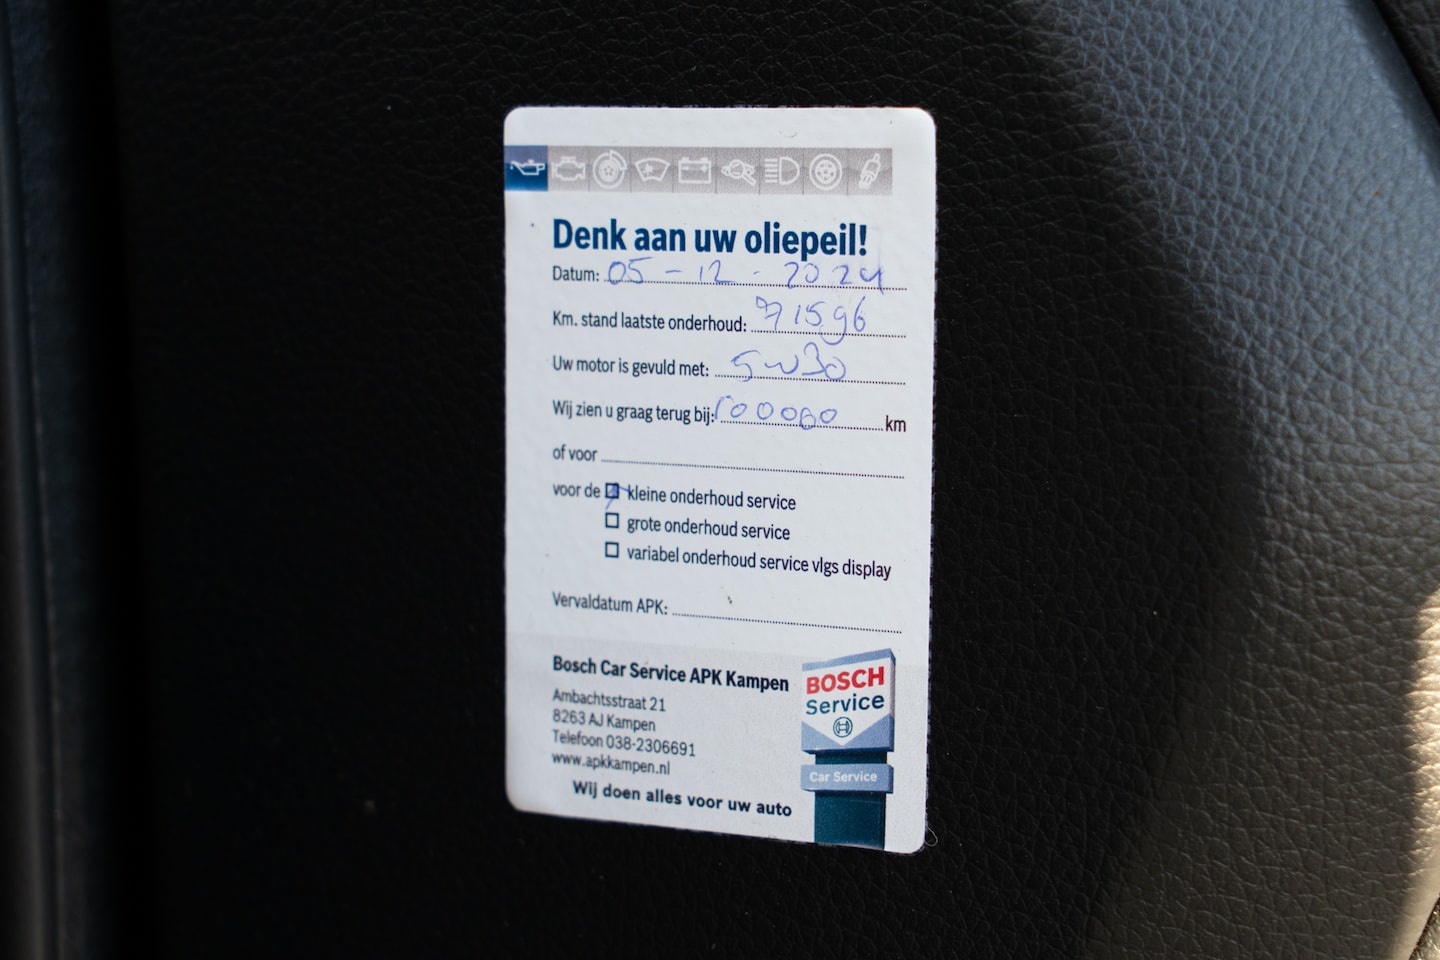 Denk aan uw oliepeil!
Datum: 05 - 12 - 2024
Km. stand laatste onderhoud: 71596
Uw motor is gevuld met: 5w30
Wij zien u graag terug bij: 100000 km
of voor
voor de kleine onderhoud service
grote onderhoud service
variabel onderhoud service vlgs display
Vervaldatum APK:
Bosch Car Service APK Kampen
Ambachtsstraat 21
8263 AJ Kampen
Telefoon 038-2306691
www.apkkampen.nl
Wij doen alles voor uw auto
BOSCH
Service
Car Service